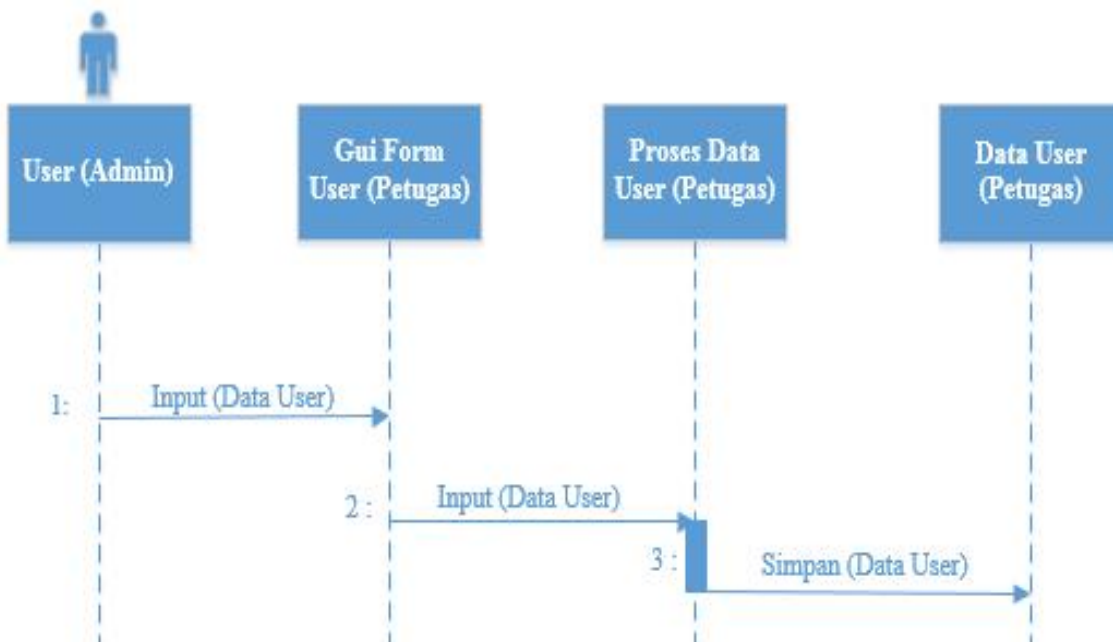 User (Admin)
Gui Form
User (Petugas)
Proses Data
User (Petugas)
Data User
(Petugas)
1:
Input (Data User)
2 :
Input (Data User)
3 :
Simpan (Data User)